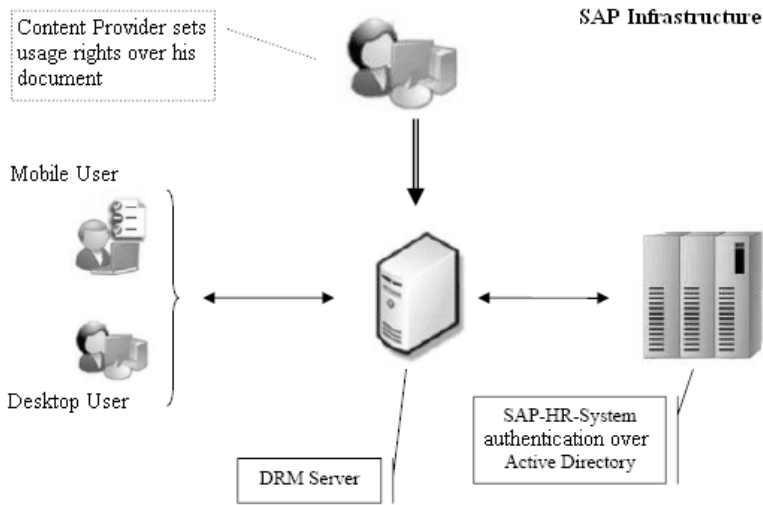 SAP Infrastructure
Content Provider sets
usage rights over his
document
Mobile User
Desktop User
DRM Server
SAP-HR-System
authentication over
Active Directory